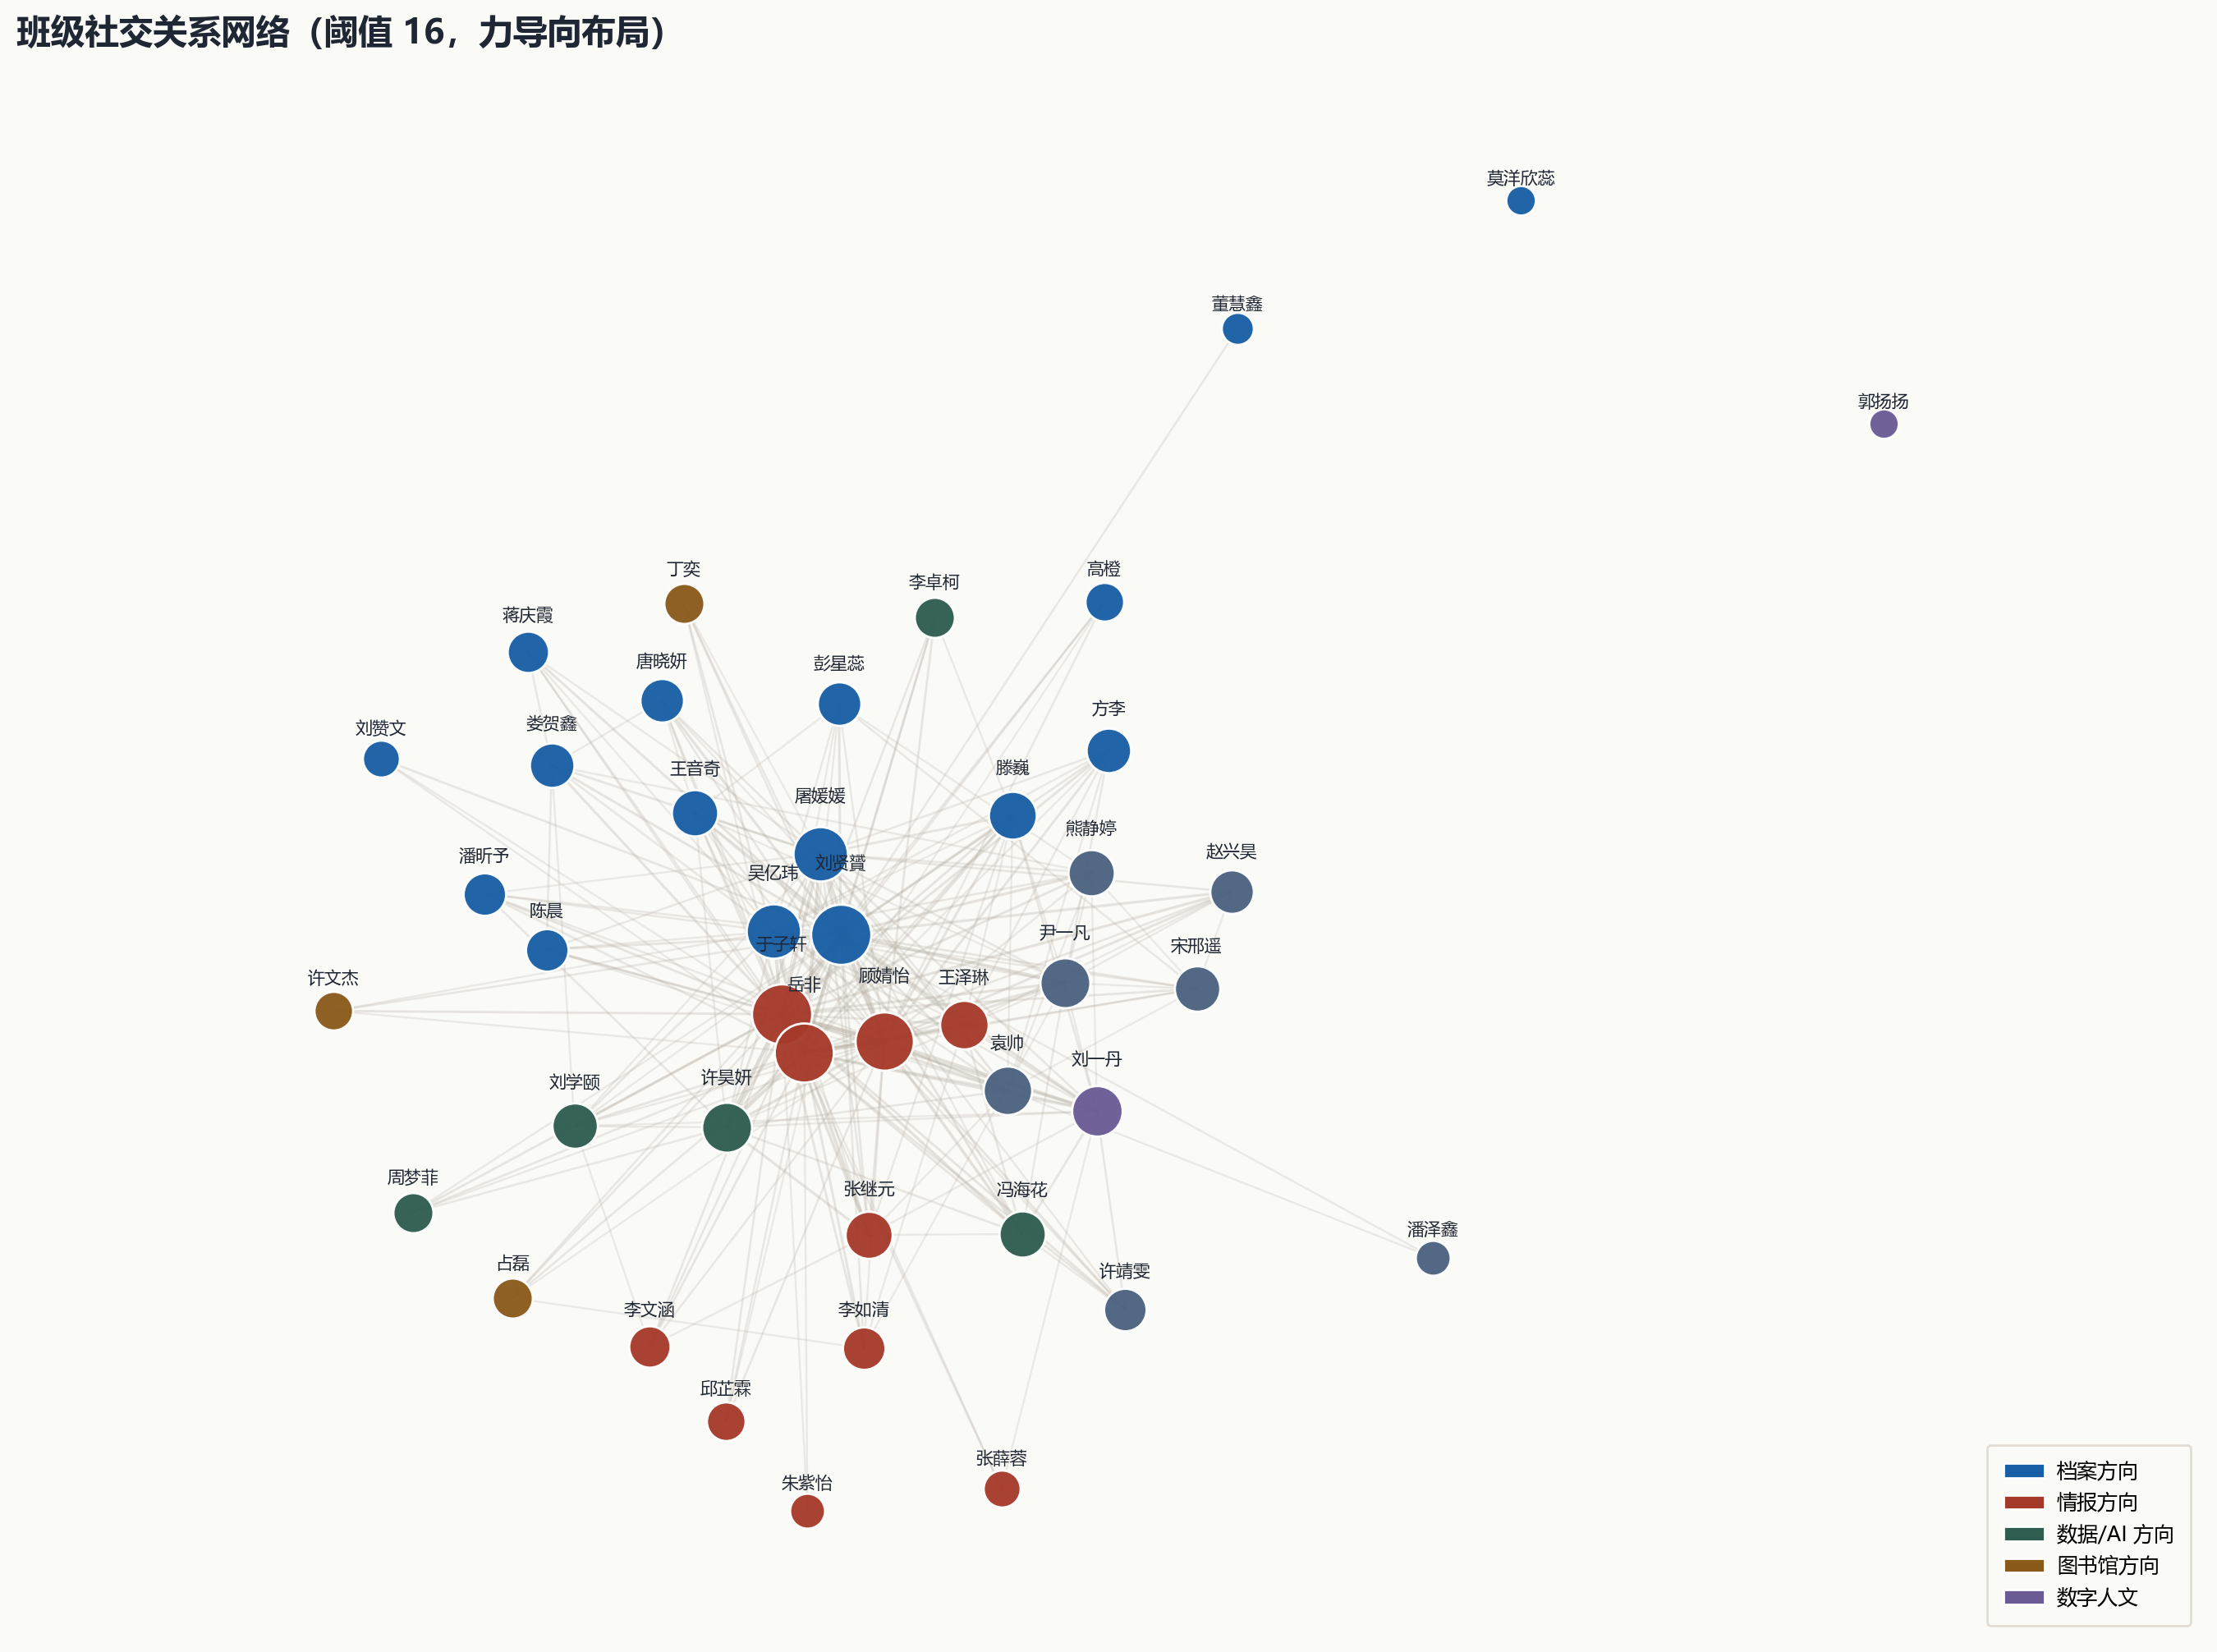 班级社交关系网络（阈值 16，力导向布局）
莫洋欣蕊
董慧鑫
郭扬扬
丁奕
李卓柯
高橙
蒋庆霞
唐晓妍
彭星蕊
方李
刘赞文
娄贺鑫
王音奇
滕巍
屠媛媛
熊静婷
潘昕予
吴亿玮
刘贤贇
赵兴昊
陈晨
于子轩
尹一凡
宋邢遥
许文杰
岳非
顾婧怡
王泽琳
袁帅
刘学颐
许昊妍
刘一丹
周梦菲
张继元
冯海花
潘泽鑫
占磊
许靖雯
李文涵
李如清
邱芷霖
朱紫怡
张薛蓉
档案方向
情报方向
数据/AI 方向
图书馆方向
数字人文